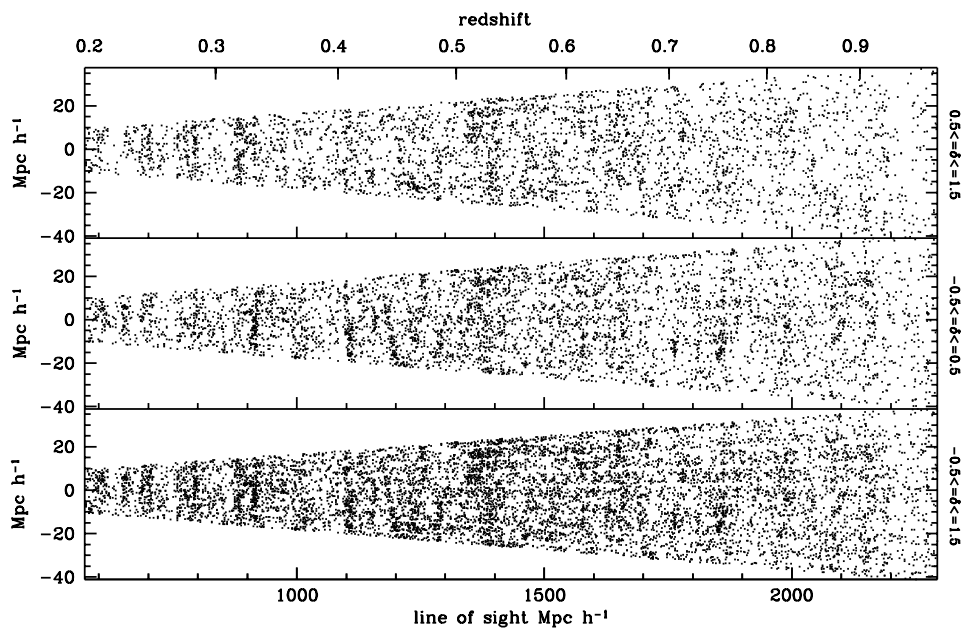 redshift
0.2 0.3 0.4 0.5 0.6 0.7 0.8 0.9
20
0
−20
−40
Mpc h⁻¹
0.5<=δ<=1.5
20
0
−20
−40
Mpc h⁻¹
−0.5<=δ<=0.5
20
0
−20
−40
Mpc h⁻¹
−0.5<=δ<=1.5
1000 1500 2000
line of sight Mpc h⁻¹